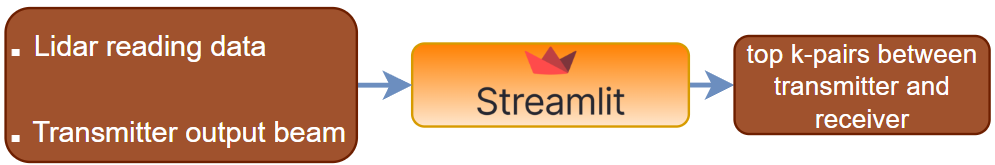 ▪ Lidar reading data
▪ Transmitter output beam
Streamlit
top k-pairs between
transmitter and
receiver